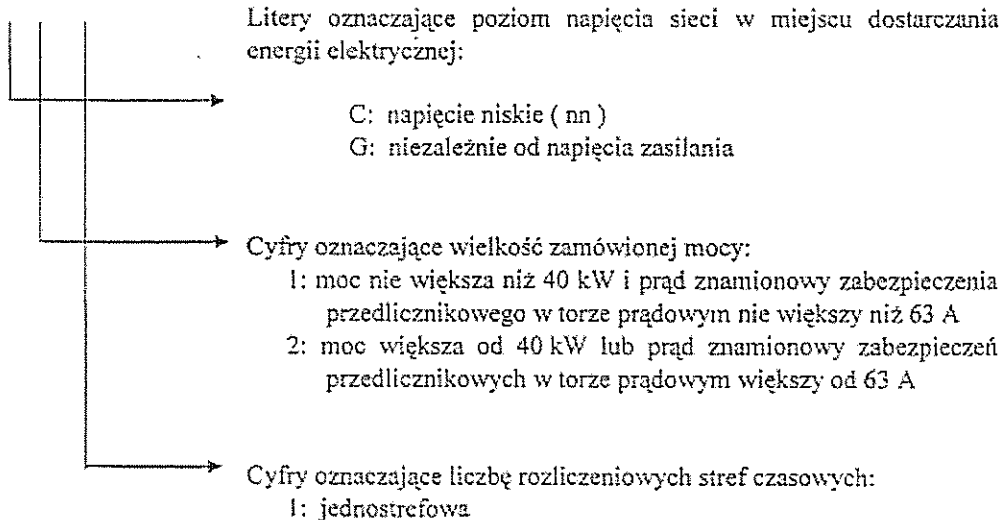 Litery oznaczające poziom napięcia sieci w miejscu dostarczania
energii elektrycznej:
C: napięcie niskie ( nn )
G: niezależnie od napięcia zasilania
Cyfry oznaczające wielkość zamówionej mocy:
1: moc nie większa niż 40 kW i prąd znamionowy zabezpieczenia
przedlicznikowego w torze prądowym nie większy niż 63 A
2: moc większa od 40 kW lub prąd znamionowy zabezpieczeń
przedlicznikowych w torze prądowym większy od 63 A
Cyfry oznaczające liczbę rozliczeniowych stref czasowych:
1: jednostrefowa